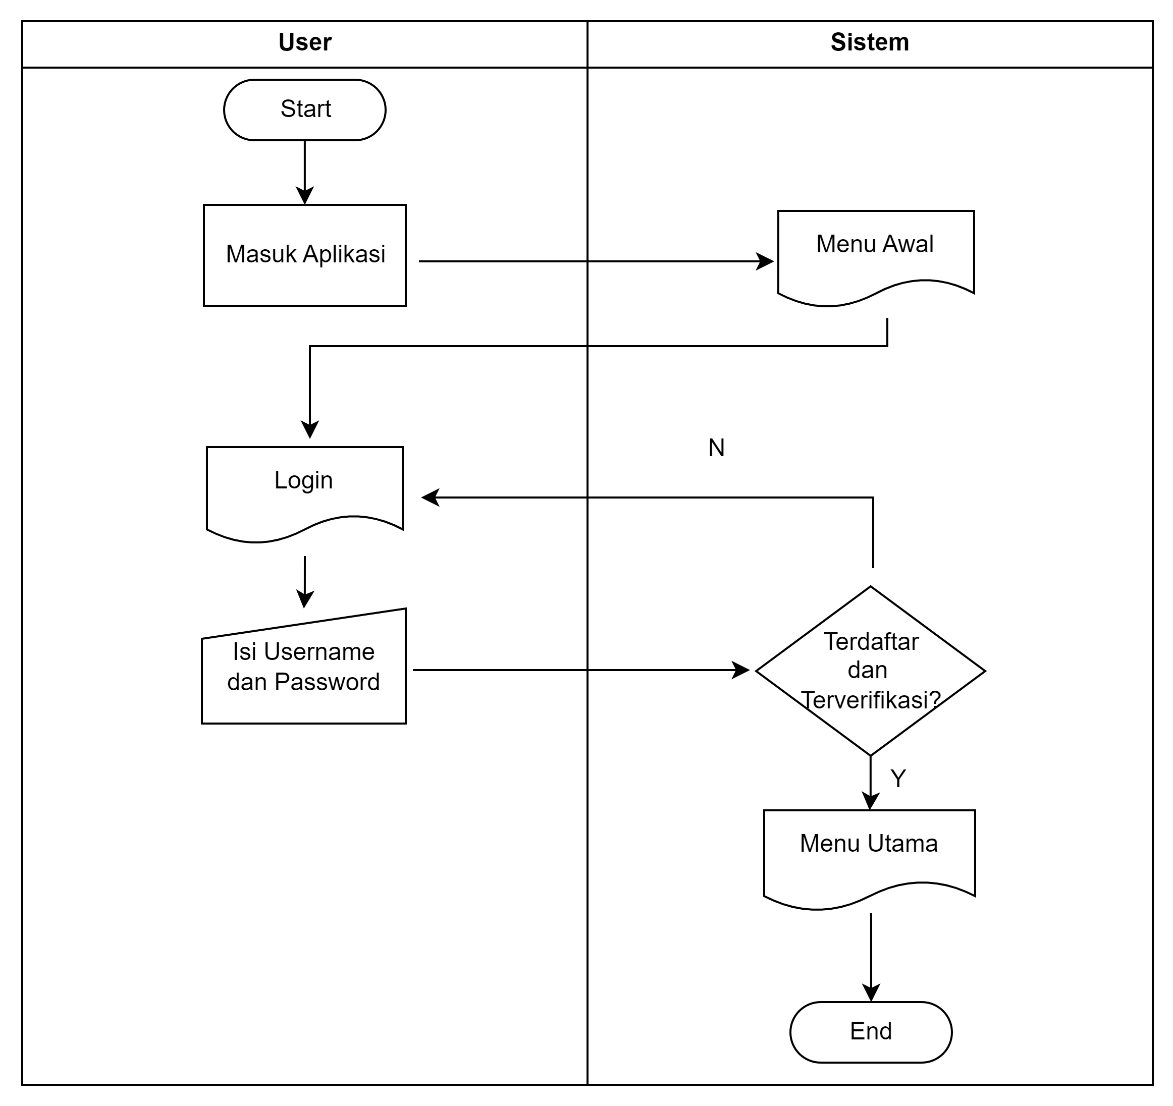 User
Sistem
Start
Masuk Aplikasi
Menu Awal
N
Login
Isi Username
dan Password
Terdaftar
dan
Terverifikasi?
Y
Menu Utama
End